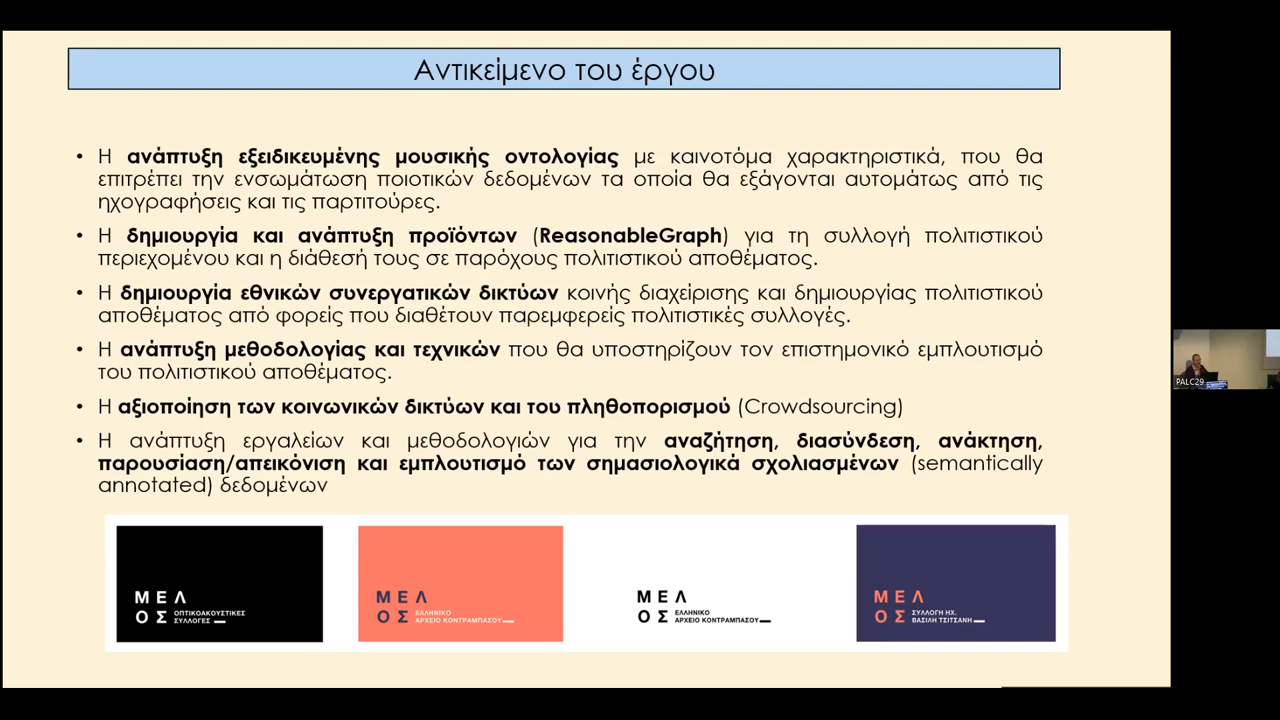 Αντικείμενο του έργου
• Η ανάπτυξη εξειδικευμένης μουσικής οντολογίας με καινοτόμα χαρακτηριστικά, που θα
επιτρέπει την ενσωμάτωση ποιοτικών δεδομένων τα οποία θα εξάγονται αυτομάτως από τις
ηχογραφήσεις και τις παρτιτούρες.
• Η δημιουργία και ανάπτυξη προϊόντων (ReasonableGraph) για τη συλλογή πολιτιστικού
περιεχομένου και η διάθεσή τους σε παρόχους πολιτιστικού αποθέματος.
• Η δημιουργία εθνικών συνεργατικών δικτύων κοινής διαχείρισης και δημιουργίας πολιτιστικού
αποθέματος από φορείς που διαθέτουν παρεμφερείς πολιτιστικές συλλογές.
• Η ανάπτυξη μεθοδολογίας και τεχνικών που θα υποστηρίζουν τον επιστημονικό εμπλουτισμό
του πολιτιστικού αποθέματος.
• Η αξιοποίηση των κοινωνικών δικτύων και του πληθοπορισμού (Crowdsourcing)
• Η ανάπτυξη εργαλείων και μεθοδολογιών για την αναζήτηση, διασύνδεση, ανάκτηση,
παρουσίαση/απεικόνιση και εμπλουτισμό των σημασιολογικά σχολιασμένων (semantically
annotated) δεδομένων
ΜΕΛ
ΟΣ ΟΠΤΙΚΟΑΚΟΥΣΤΙΚΕΣ
ΣΥΛΛΟΓΕΣ
ΜΕΛ
ΟΣ ΕΛΛΗΝΙΚΟ
ΑΡΧΕΙΟ ΚΟΝΤΡΑΜΠΑΣΟΥ
ΜΕΛ
ΟΣ ΕΛΛΗΝΙΚΟ
ΑΡΧΕΙΟ ΚΟΝΤΡΑΜΠΑΣΟΥ
ΜΕΛ
ΟΣ ΣΥΛΛΟΓΗ ΗΧ.
ΒΑΣΙΛΗ ΤΣΙΤΣΑΝΗ
PALC29